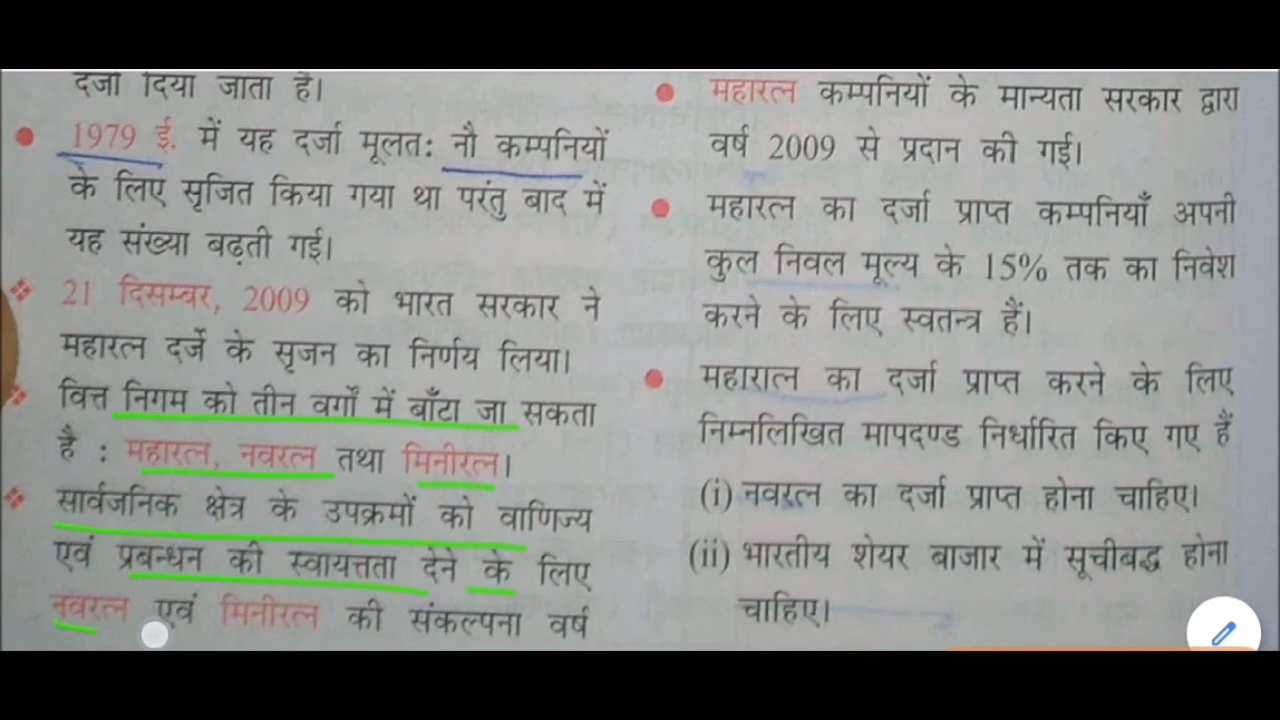 दर्जा दिया जाता है।
1979 ई. में यह दर्जा मूलतः नौ कम्पनियों
के लिए सृजित किया गया था परंतु बाद में
यह संख्या बढ़ती गई।
21 दिसम्बर, 2009 को भारत सरकार ने
महारत्न दर्जे के सृजन का निर्णय लिया।
वित्त निगम को तीन वर्गों में बाँटा जा सकता
है : महारत्न, नवरत्न तथा मिनीरत्न।
सार्वजनिक क्षेत्र के उपक्रमों को वाणिज्य
एवं प्रबन्धन की स्वायत्तता देने के लिए
नवरत्न एवं मिनीरत्न की संकल्पना वर्ष
महारत्न कम्पनियों के मान्यता सरकार द्वारा
वर्ष 2009 से प्रदान की गई।
महारत्न का दर्जा प्राप्त कम्पनियाँ अपनी
कुल निवल मूल्य के 15% तक का निवेश
करने के लिए स्वतन्त्र हैं।
महारात्न का दर्जा प्राप्त करने के लिए
निम्नलिखित मापदण्ड निर्धारित किए गए हैं
(i) नवरत्न का दर्जा प्राप्त होना चाहिए।
(ii) भारतीय शेयर बाजार में सूचीबद्ध होना
चाहिए।